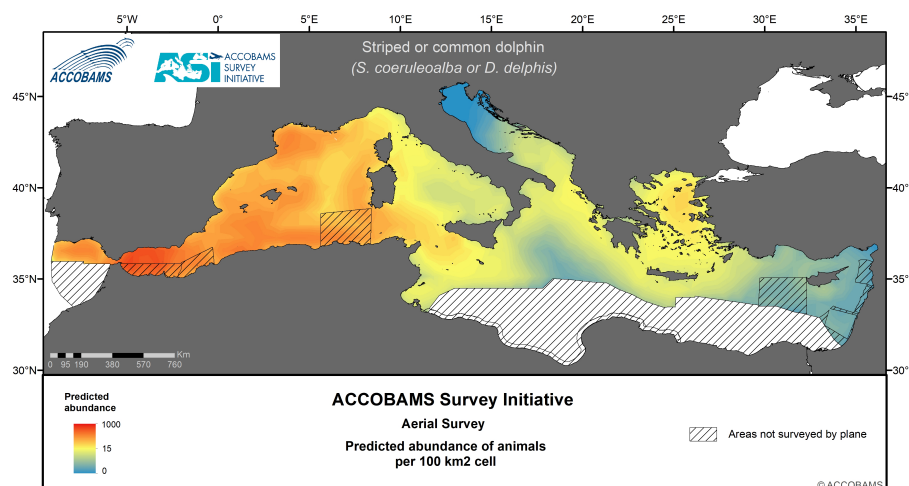 5°W 0° 5°E 10°E 15°E 20°E 25°E 30°E 35°E
Striped or common dolphin
(S. coeruleoalba or D. delphis)
ACCOBAMS
ASI
ACCOBAMS
SURVEY
INITIATIVE
45°N 45°
40°N 40°
35°N 35°
30°N 30°
Km
0 95 190 380 570 760
Predicted
abundance
1000
15
0
ACCOBAMS Survey Initiative
Aerial Survey
Predicted abundance of animals
per 100 km2 cell
Areas not surveyed by plane
© ACCOBAMS